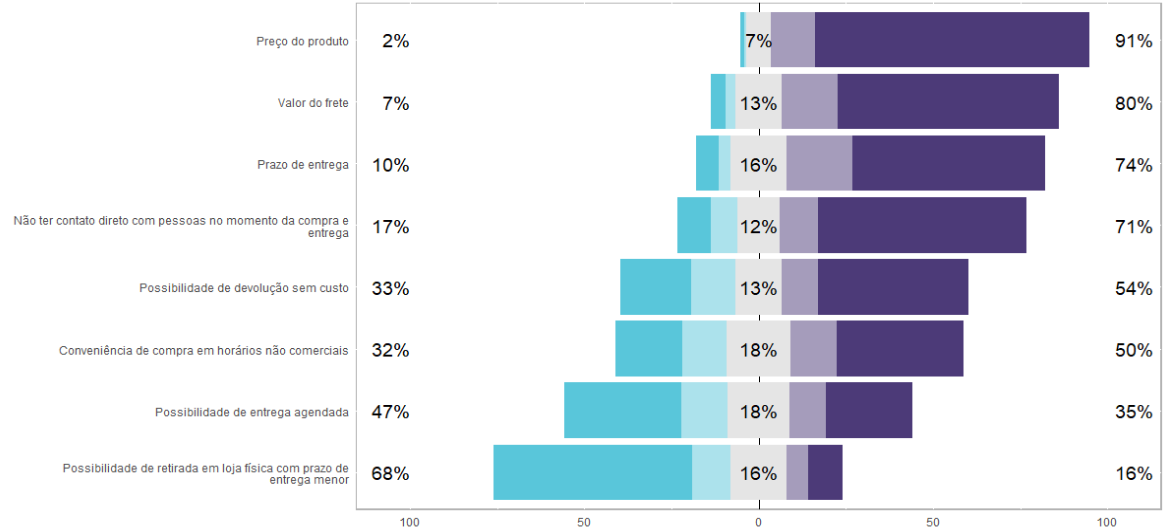 Preço do produto 2% 7% 91%
Valor do frete 7% 13% 80%
Prazo de entrega 10% 16% 74%
Não ter contato direto com pessoas no momento da compra e
entrega 17% 12% 71%
Possibilidade de devolução sem custo 33% 13% 54%
Conveniência de compra em horários não comerciais 32% 18% 50%
Possibilidade de entrega agendada 47% 18% 35%
Possibilidade de retirada em loja física com prazo de
entrega menor 68% 16% 16%
100 50 0 50 100